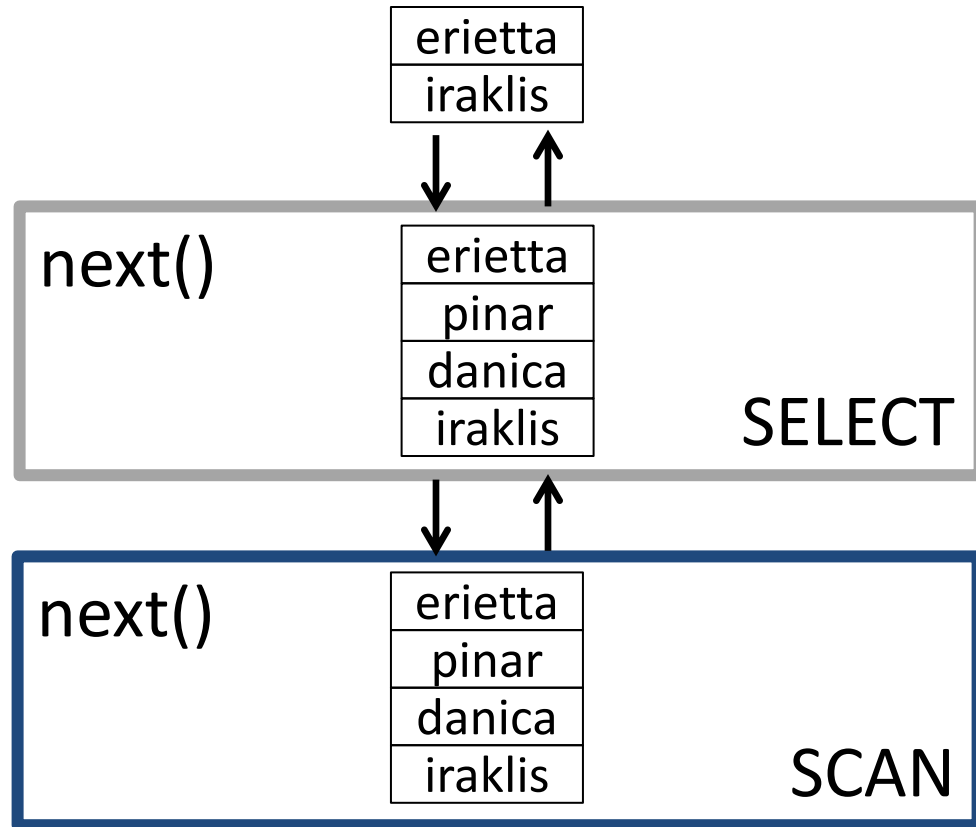 erietta
iraklis
next()
erietta
pinar
danica
iraklis
SELECT
next()
erietta
pinar
danica
iraklis
SCAN